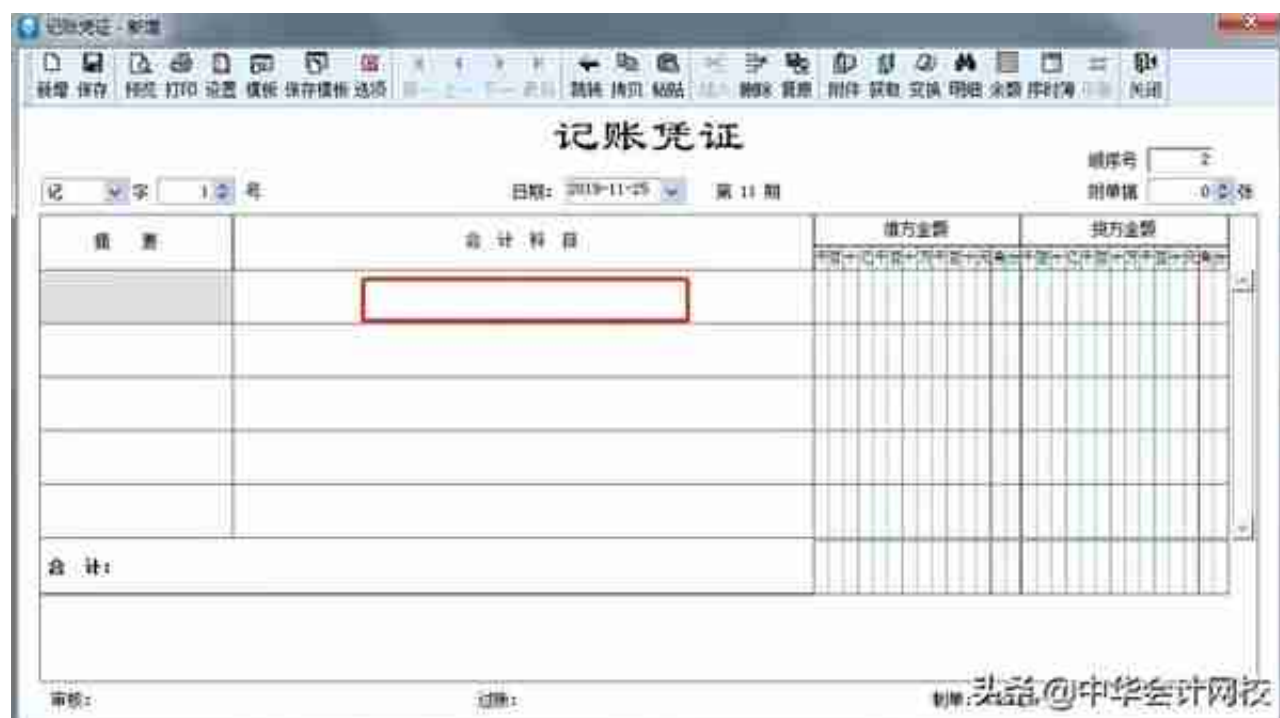 记账凭证 - 新增
新增 保存 预览 打印 设置 模板 保存模板 选项 跳转 拷贝 粘贴 删除 复原 附件 获取 交换 明细 余额 序时簿 关闭
记账凭证
顺序号 2
记 字 1 号 日期: 2019-11-25 第 11 期 附单据 0 张
摘要 会计科目 借方金额 贷方金额
合计:
审核: 过账: 制单:
头条@中华会计网校